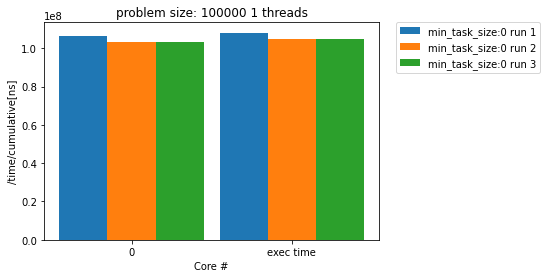 problem size: 100000 1 threads
1e8
1.0
0.8
0.6
0.4
0.2
0.0
/time/cumulative[ns]
0
exec time
Core #
min_task_size:0 run 1
min_task_size:0 run 2
min_task_size:0 run 3